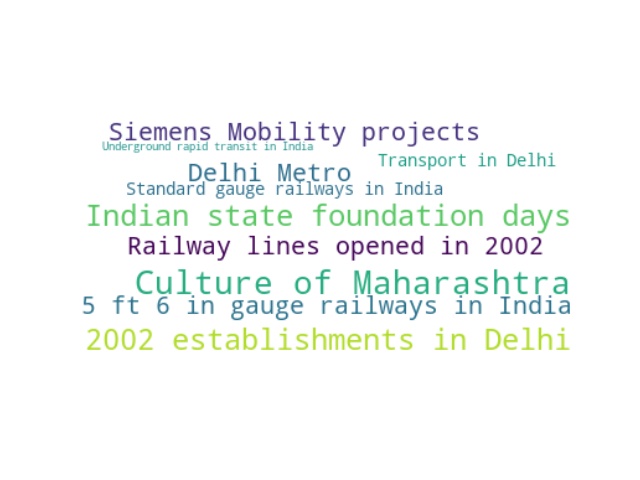 Siemens Mobility projects
Underground rapid transit in India
Transport in Delhi
Delhi Metro
Standard gauge railways in India
Indian state foundation days
Railway lines opened in 2002
Culture of Maharashtra
5 ft 6 in gauge railways in India
2002 establishments in Delhi